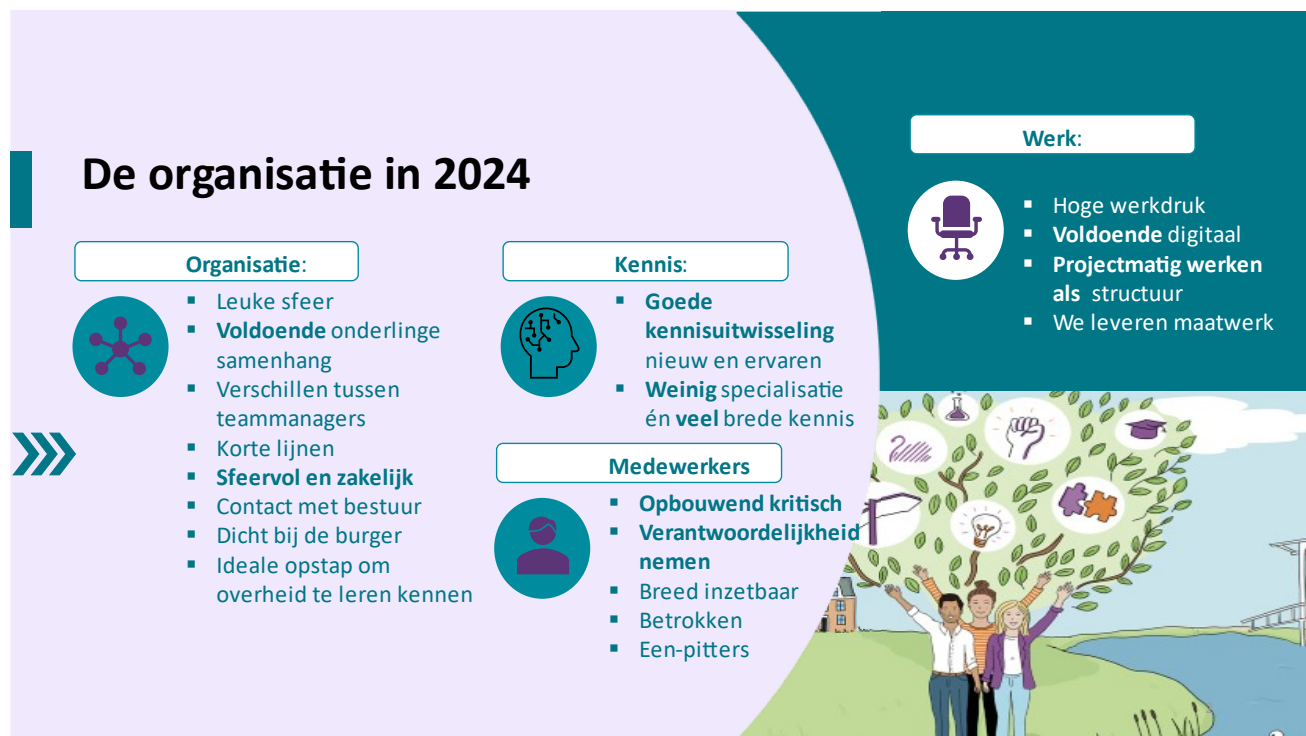 De organisatie in 2024
Organisatie:
▪ Leuke sfeer
▪ Voldoende onderlinge
samenhang
▪ Verschillen tussen
teammanagers
▪ Korte lijnen
▪ Sfeervol en zakelijk
▪ Contact met bestuur
▪ Dicht bij de burger
▪ Ideale opstap om
overheid te leren kennen
Kennis:
▪ Goede
kennisuitwisseling
nieuw en ervaren
▪ Weinig specialisatie
én veel brede kennis
Medewerkers
▪ Opbouwend kritisch
▪ Verantwoordelijkheid
nemen
▪ Breed inzetbaar
▪ Betrokken
▪ Een-pitters
Werk:
▪ Hoge werkdruk
▪ Voldoende digitaal
▪ Projectmatig werken
als structuur
▪ We leveren maatwerk